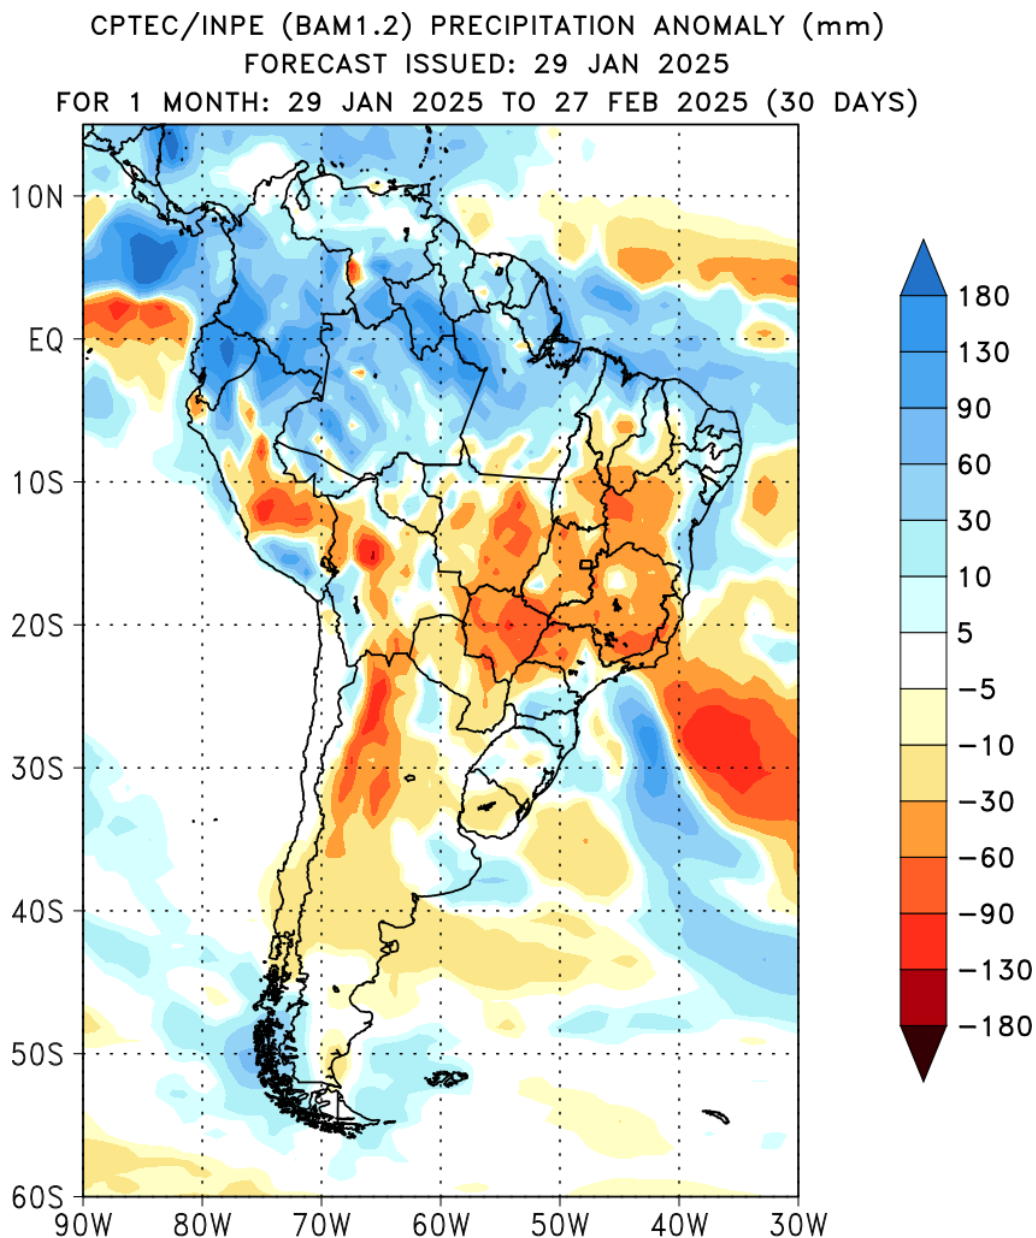 CPTEC/INPE (BAM1.2) PRECIPITATION ANOMALY (mm)
FORECAST ISSUED: 29 JAN 2025
FOR 1 MONTH: 29 JAN 2025 TO 27 FEB 2025 (30 DAYS)
10N
EQ
10S
20S
30S
40S
50S
60S
90W 80W 70W 60W 50W 40W 30W
180
130
90
60
30
10
5
-5
-10
-30
-60
-90
-130
-180